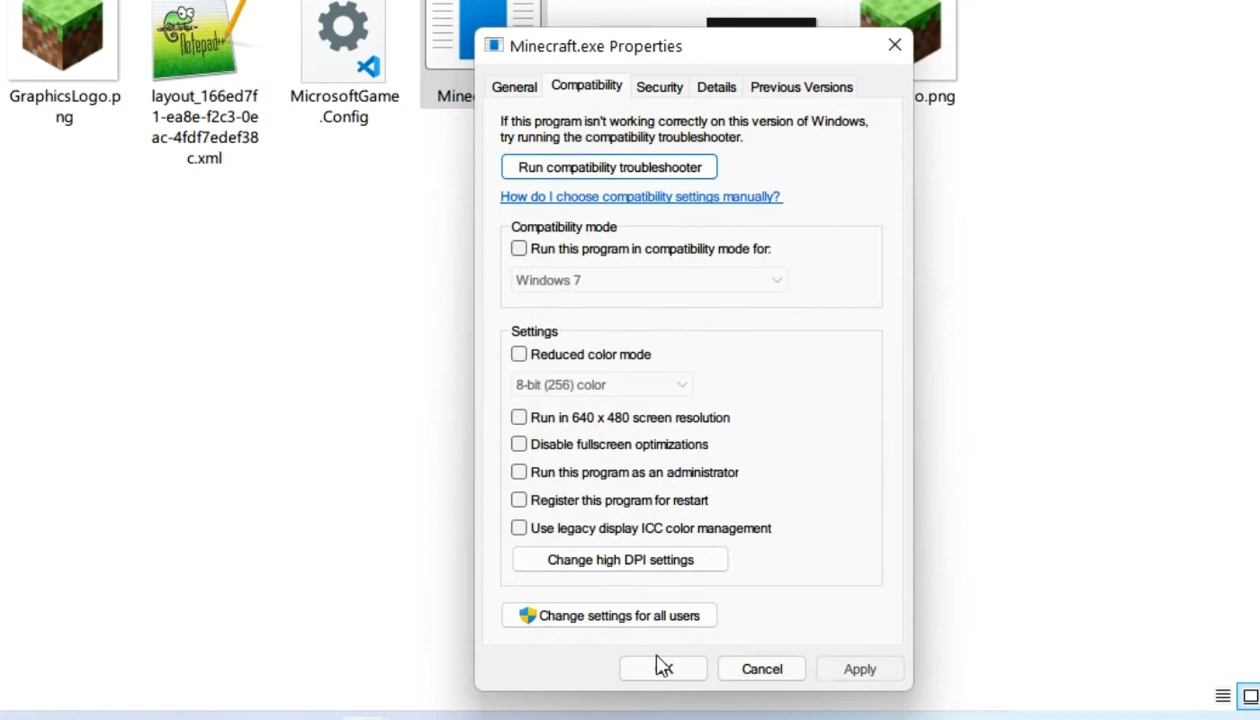 GraphicsLogo.p
ng
Notepad++
layout_166ed7f
1-ea8e-f2c3-0e
ac-4fdf7edef38
c.xml
MicrosoftGame
.Config
Minec
o.png
Minecraft.exe Properties
General Compatibility Security Details Previous Versions
If this program isn't working correctly on this version of Windows,
try running the compatibility troubleshooter.
Run compatibility troubleshooter
How do I choose compatibility settings manually?
Compatibility mode
Run this program in compatibility mode for:
Windows 7
Settings
Reduced color mode
8-bit (256) color
Run in 640 x 480 screen resolution
Disable fullscreen optimizations
Run this program as an administrator
Register this program for restart
Use legacy display ICC color management
Change high DPI settings
Change settings for all users
Cancel Apply